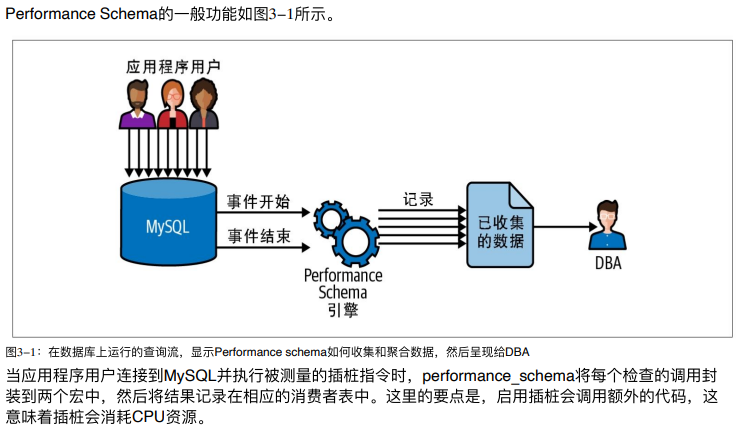 Performance Schema的一般功能如图3-1所示。
应用程序用户
MySQL
事件开始
事件结束
Performance
Schema
引擎
记录
已收集
的数据
DBA
图3-1：在数据库上运行的查询流，显示Performance schema如何收集和聚合数据，然后呈现给DBA
当应用程序用户连接到MySQL并执行被测量的插桩指令时，performance_schema将每个检查的调用封
装到两个宏中，然后将结果记录在相应的消费者表中。这里的要点是，启用插桩会调用额外的代码，这
意味着插桩会消耗CPU资源。